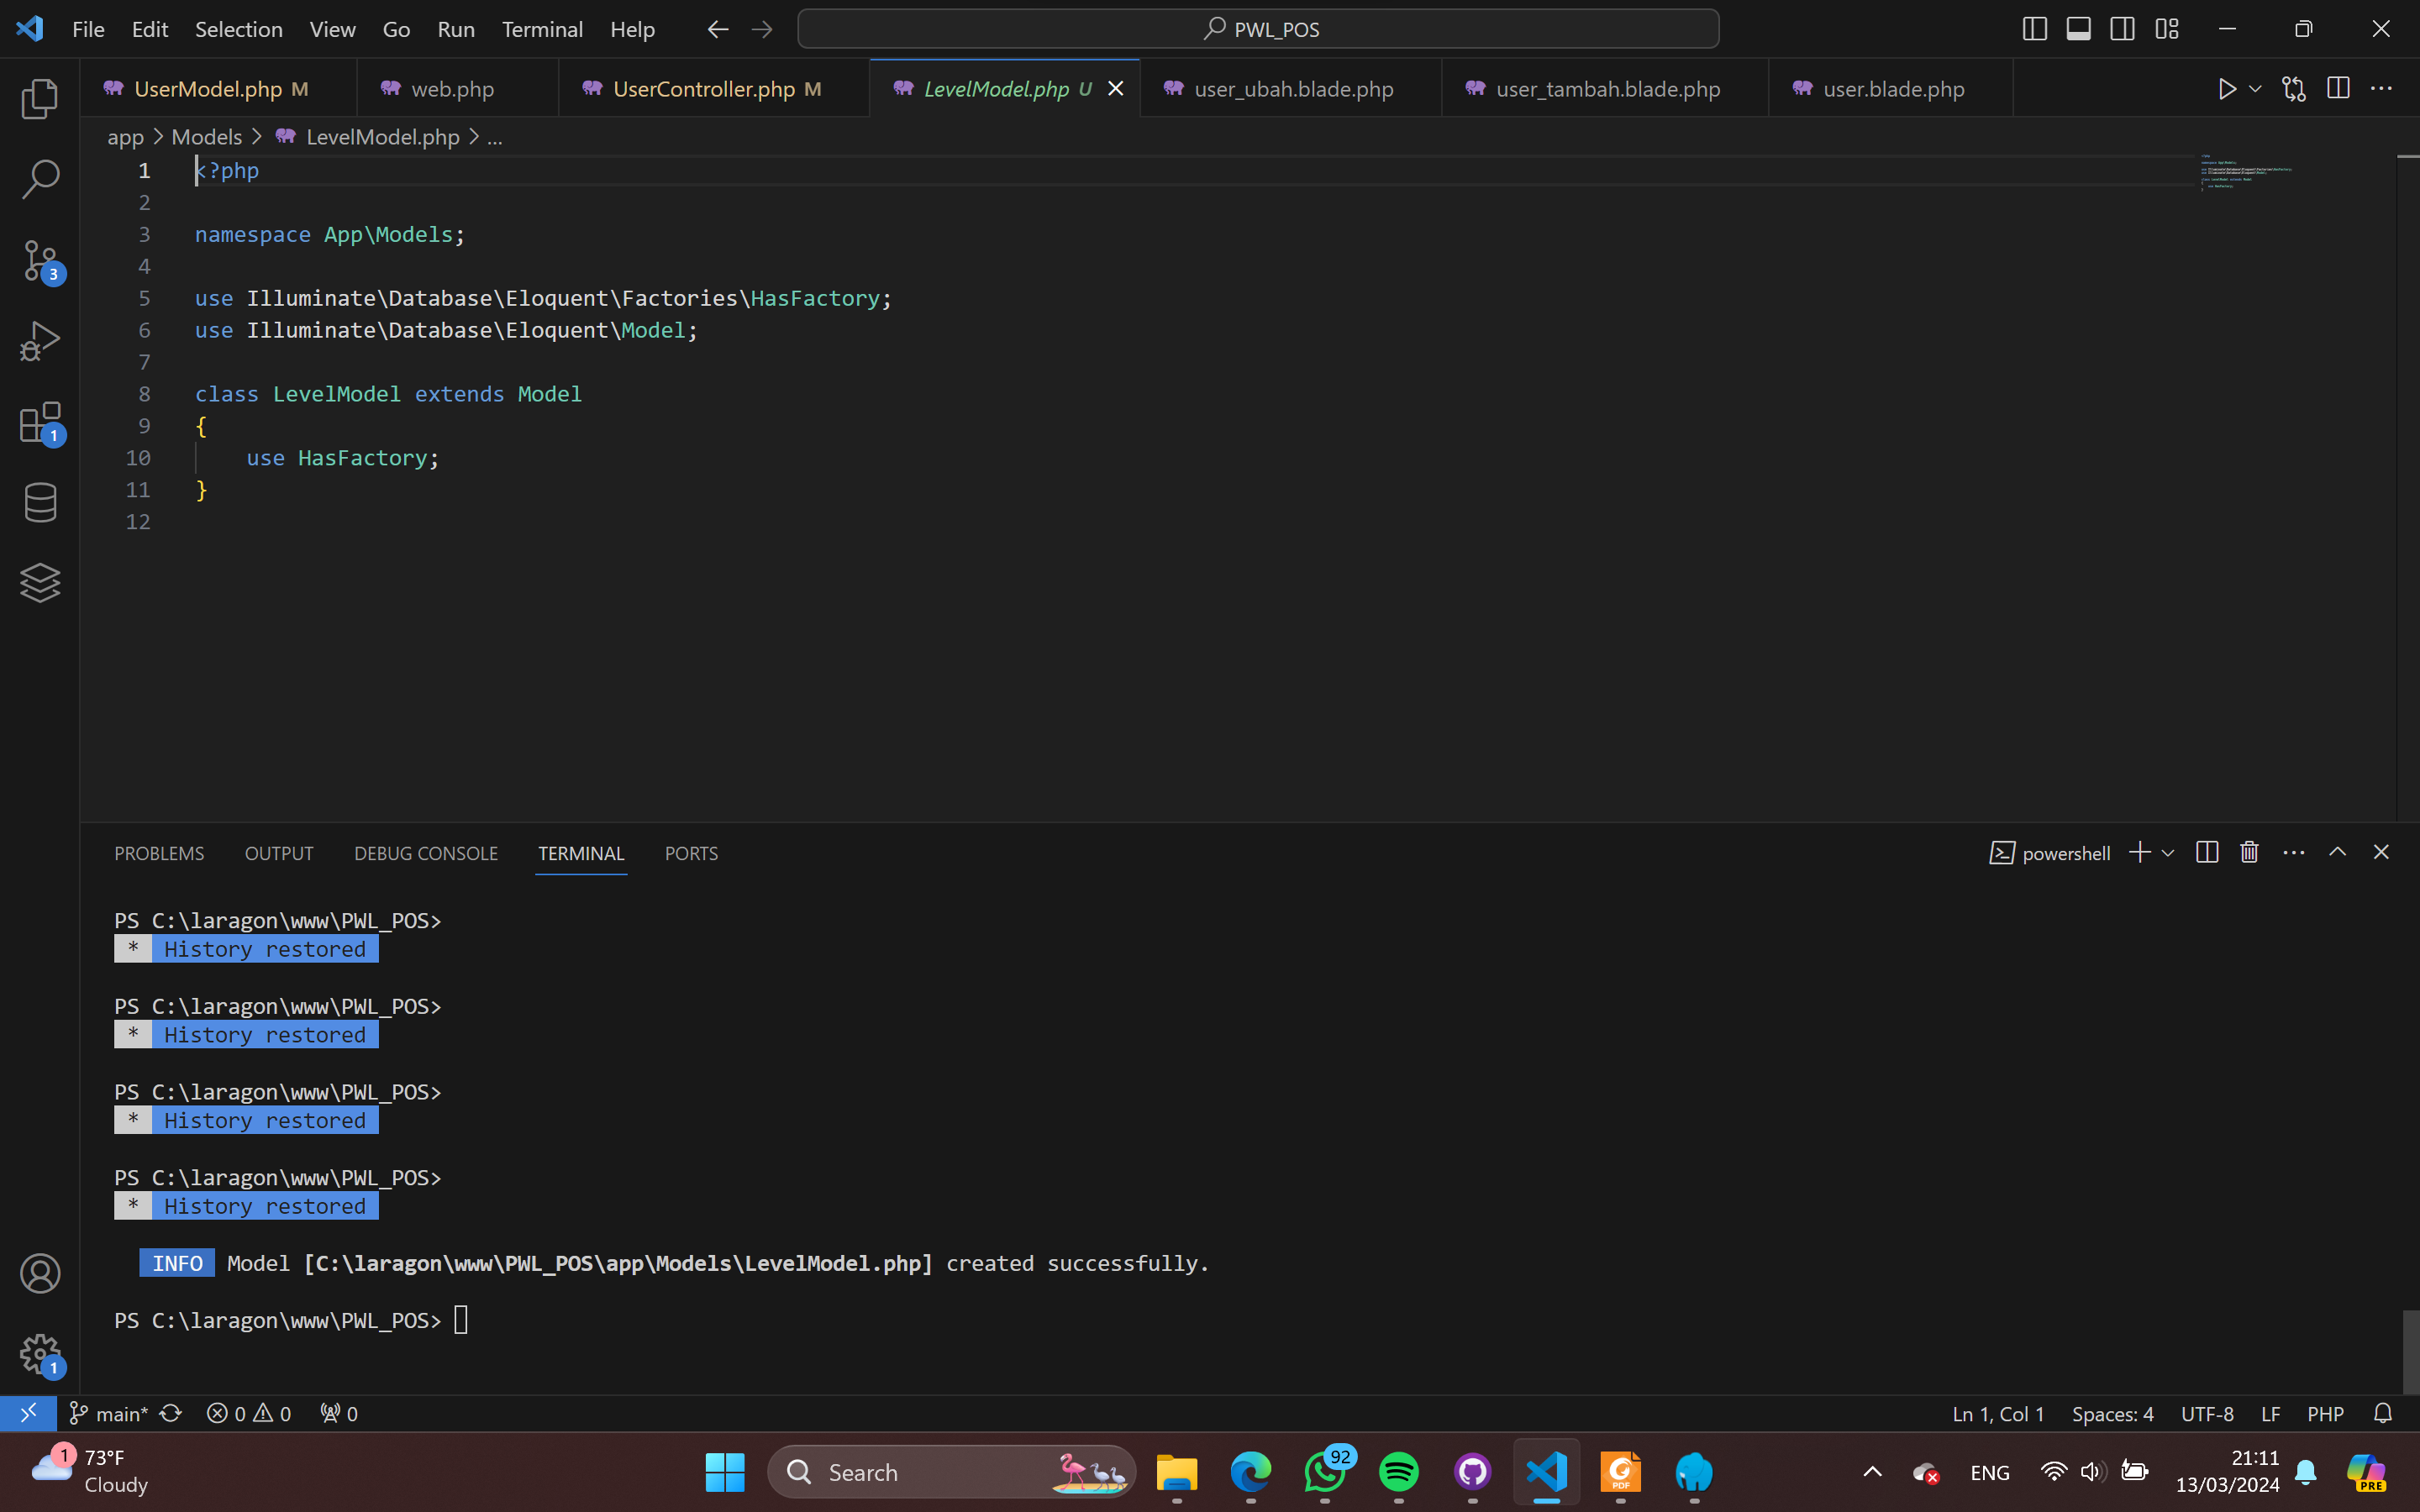 File Edit Selection View Go Run Terminal Help PWL_POS
UserModel.php M web.php UserController.php M LevelModel.php U user_ubah.blade.php user_tambah.blade.php user.blade.php
app > Models > LevelModel.php > ...
1 <?php
2
3 namespace App\Models;
4
5 use Illuminate\Database\Eloquent\Factories\HasFactory;
6 use Illuminate\Database\Eloquent\Model;
7
8 class LevelModel extends Model
9 {
10 use HasFactory;
11 }
12
3
1
PROBLEMS OUTPUT DEBUG CONSOLE TERMINAL PORTS powershell
PS C:\laragon\www\PWL_POS>
* History restored
PS C:\laragon\www\PWL_POS>
* History restored
PS C:\laragon\www\PWL_POS>
* History restored
PS C:\laragon\www\PWL_POS>
* History restored
INFO Model [C:\laragon\www\PWL_POS\app\Models\LevelModel.php] created successfully.
PS C:\laragon\www\PWL_POS>
1
main* 0 0 0 Ln 1, Col 1 Spaces: 4 UTF-8 LF PHP
1 73°F
Cloudy
Search
92
PDF
ENG
21:11
13/03/2024
PRE